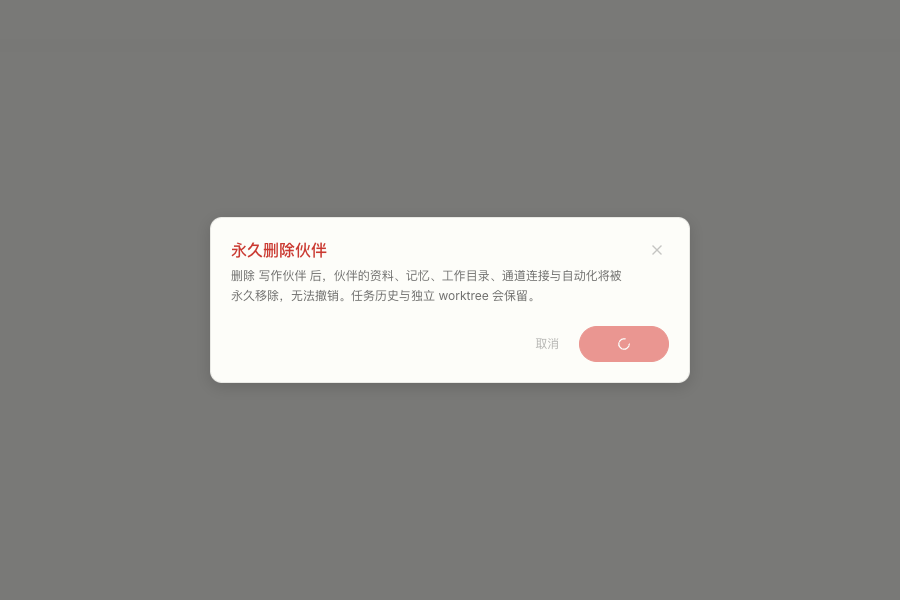 永久删除伙伴
删除 写作伙伴 后，伙伴的资料、记忆、工作目录、通道连接与自动化将被
永久移除，无法撤销。任务历史与独立 worktree 会保留。
取消